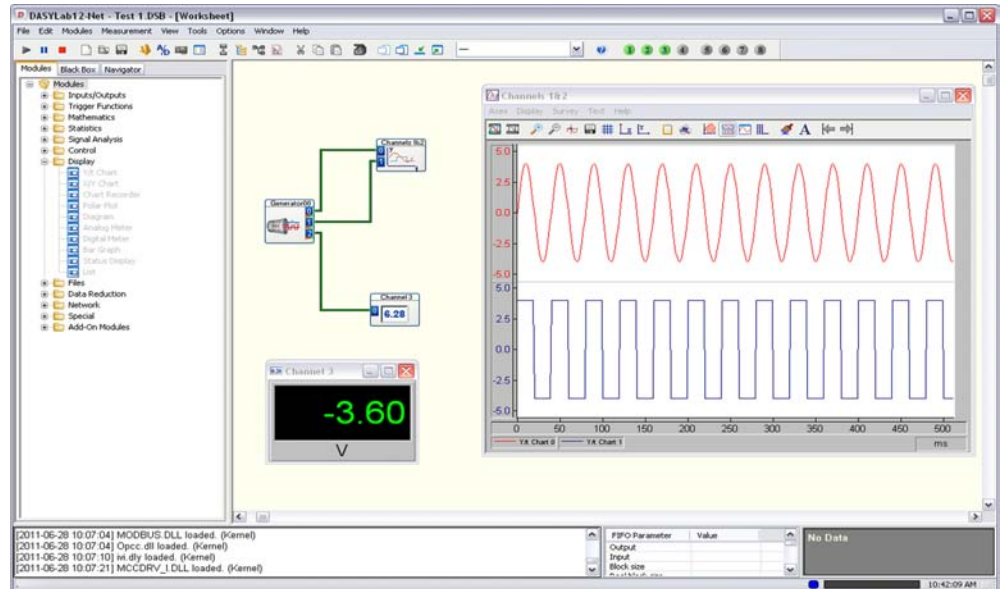 DASYLab12-Net - Test 1.DSB - [Worksheet]
File Edit Modules Measurement View Tools Options Window Help
Modules Black Box Navigator
Modules
Inputs/Outputs
Trigger Functions
Mathematics
Statistics
Signal Analysis
Control
Display
Y/t Chart
X/Y Chart
Chart Recorder
Polar Plot
Diagram
Analog Meter
Digital Meter
Bar Graph
Status Display
List
Files
Data Reduction
Network
Special
Add-On Modules
Generator00
0
1
2
Channels 1&2
0
1
Channel 3
0 6.28
Channel 3
-3.60
V
Channels 1&2
Axes Display Survey Text Help
5.0
2.5
0.0
-2.5
-5.0
5.0
2.5
0.0
-2.5
-5.0
0 50 100 150 200 250 300 350 400 450 500
Y/t Chart 0 Y/t Chart 1 ms
[2011-06-28 10:07:04] MODBUS.DLL loaded. (Kernel)
[2011-06-28 10:07:04] Opcc.dll loaded. (Kernel)
[2011-06-28 10:07:10] ivi.dly loaded. (Kernel)
[2011-06-28 10:07:21] MCCDRV_I.DLL loaded. (Kernel)
FIFO Parameter Value
Output
Input
Block size
No Data
10:42:09 AM